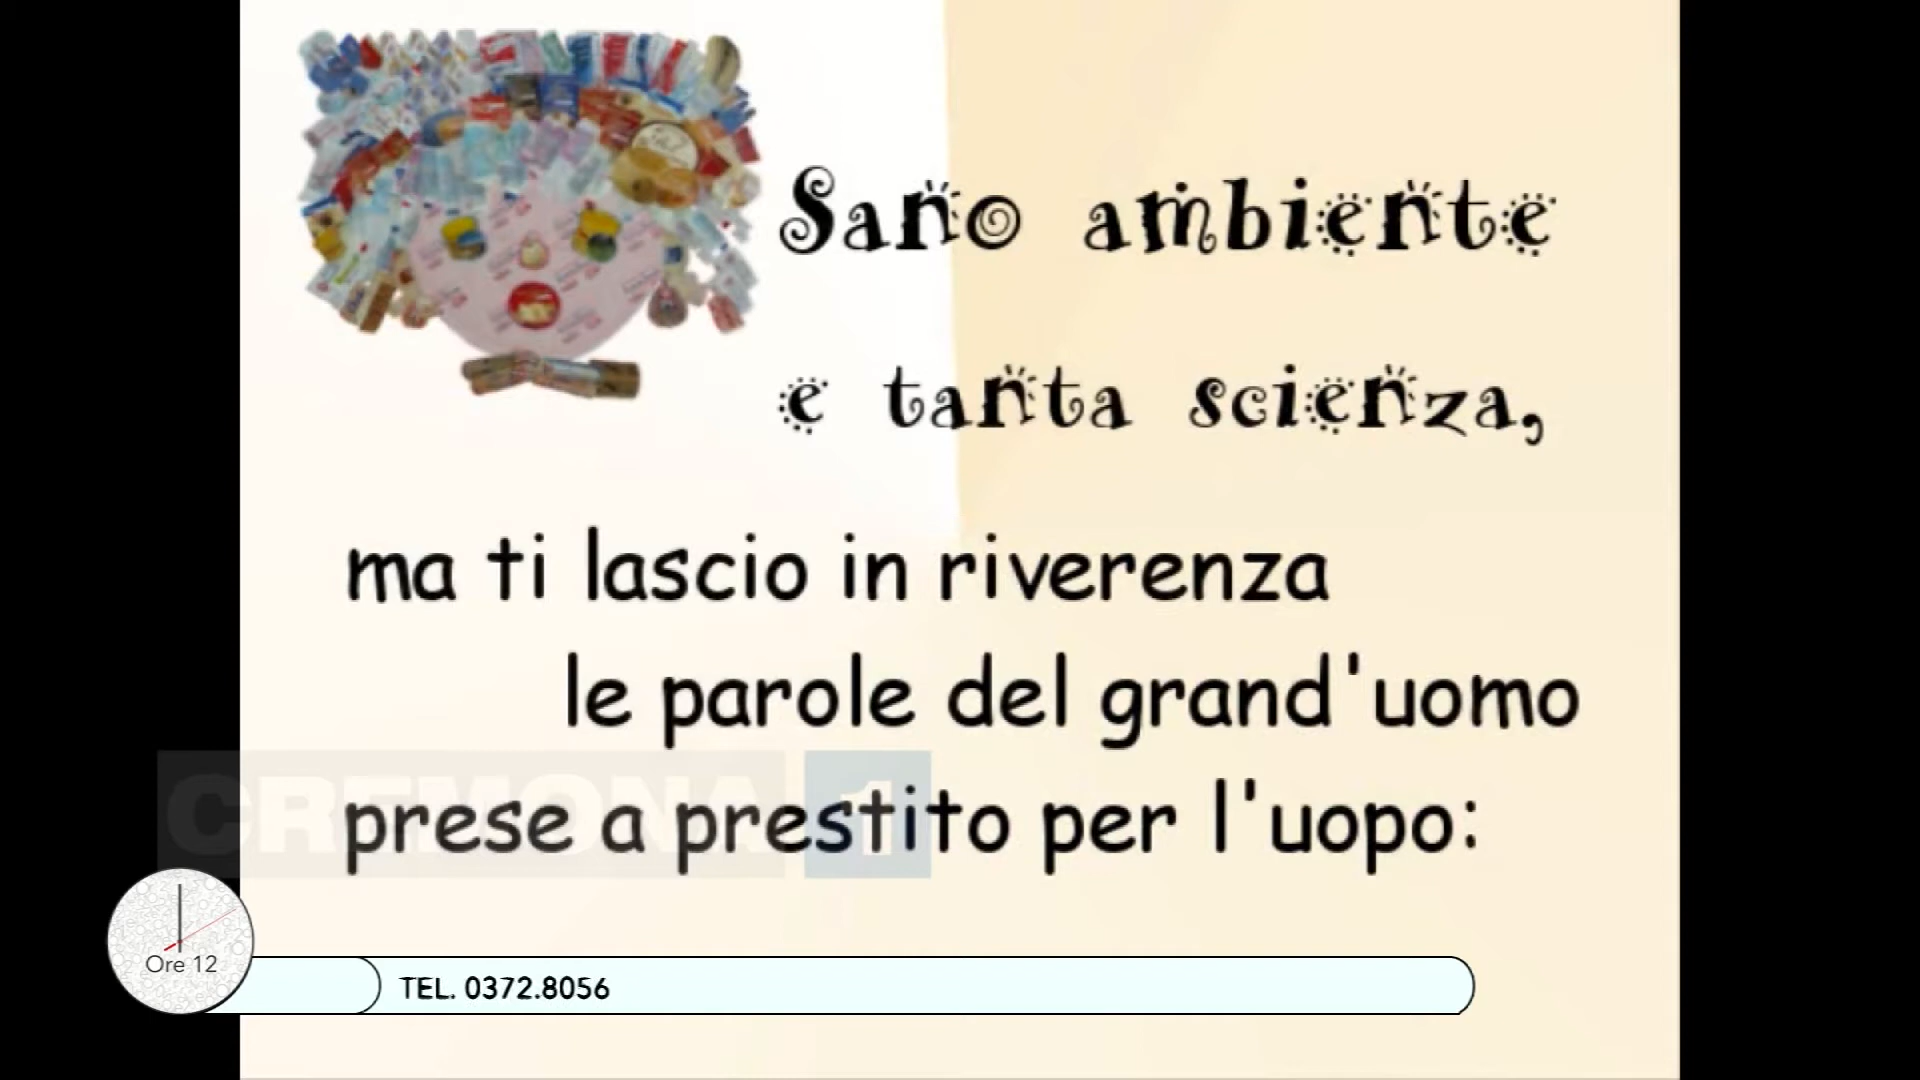 Sano ambiente
e tanta scienza,
ma ti lascio in riverenza
le parole del grand'uomo
prese a prestito per l'uopo:
CREMONA 1
Ore 12
TEL. 0372.8056